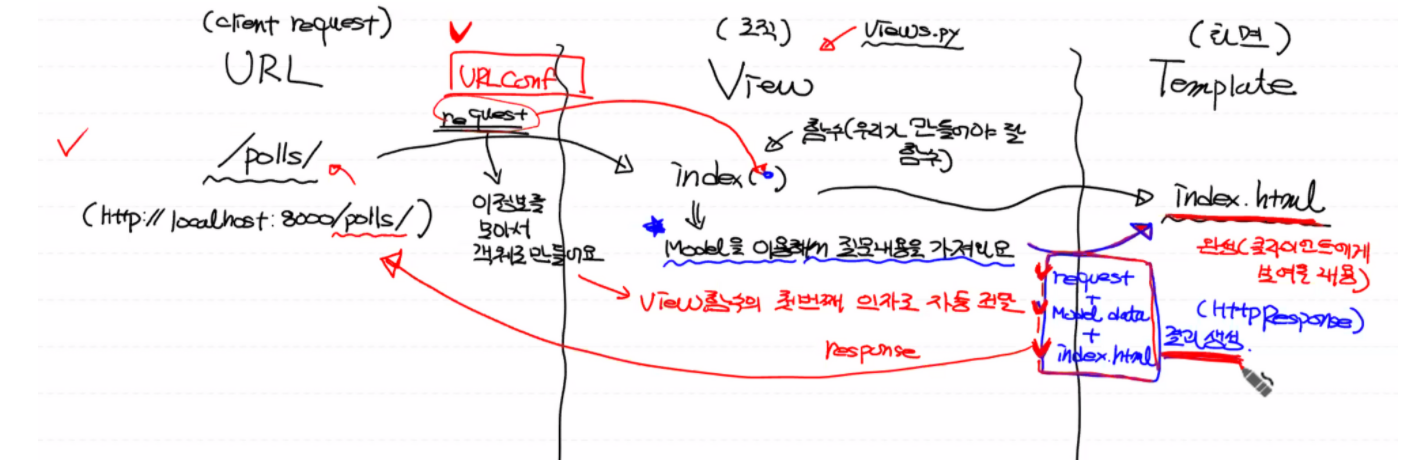 (client request)
URL
/polls/
(http://localhost:8000/polls/)
URLConf
request
이정보를
모아서
객체로 만들어요
(로직)
views.py
View
함수(우리가 만들어야 할
함수)
index( )
Model을 이용해서 질문내용을 가져와요
View함수의 첫번째 인자로 자동 전달
response
(화면)
Template
index.html
완성(클라이언트에게
보여줄 내용)
(HttpResponse)
결과 생성.
request
+
Model data
+
index.html